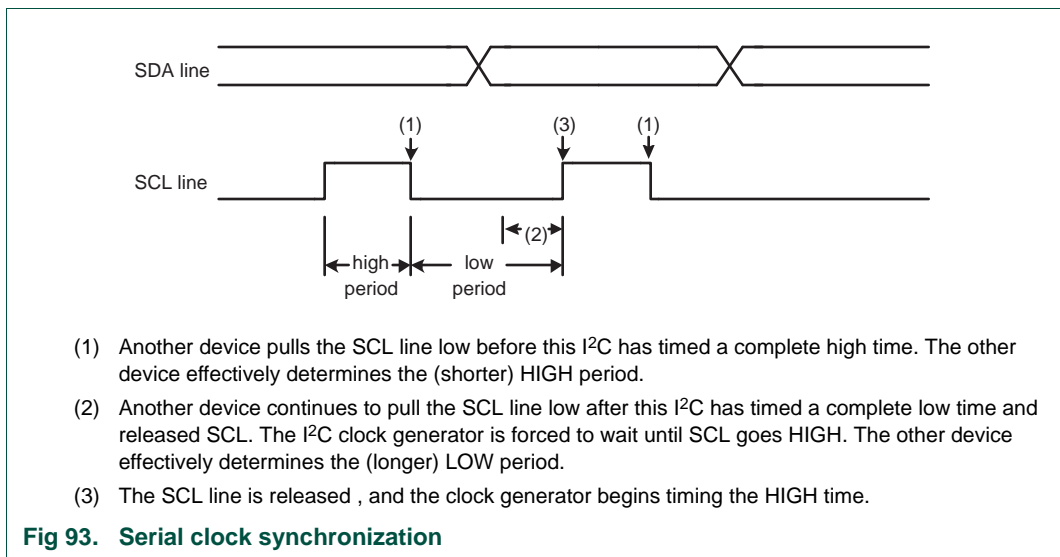 SDA line
(1) (3) (1)
SCL line
(2)
high low
period period
(1) Another device pulls the SCL line low before this I2C has timed a complete high time. The other
device effectively determines the (shorter) HIGH period.
(2) Another device continues to pull the SCL line low after this I2C has timed a complete low time and
released SCL. The I2C clock generator is forced to wait until SCL goes HIGH. The other device
effectively determines the (longer) LOW period.
(3) The SCL line is released , and the clock generator begins timing the HIGH time.
Fig 93. Serial clock synchronization